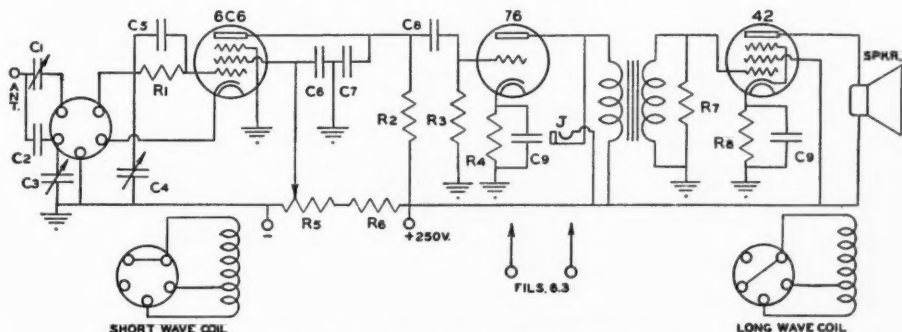 6C6
76
42
C5
C8
C1
ANT.
R1
C6
C7
SPKR.
C2
R2
R3
J
R7
R4
C9
R8
C9
C3
C4
-
R5
R6
+250V.
FILS. 6.3
SHORT WAVE COIL
LONG WAVE COIL